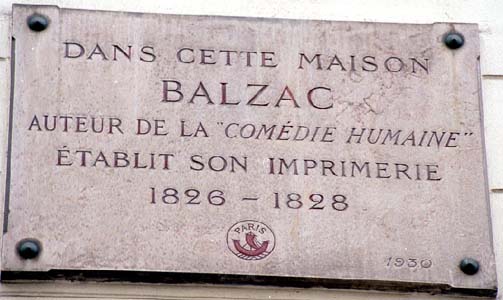 DANS CETTE MAISON
BALZAC
AUTEUR DE LA "COMÉDIE HUMAINE"
ÉTABLIT SON IMPRIMERIE
1826 - 1828
PARIS
1930